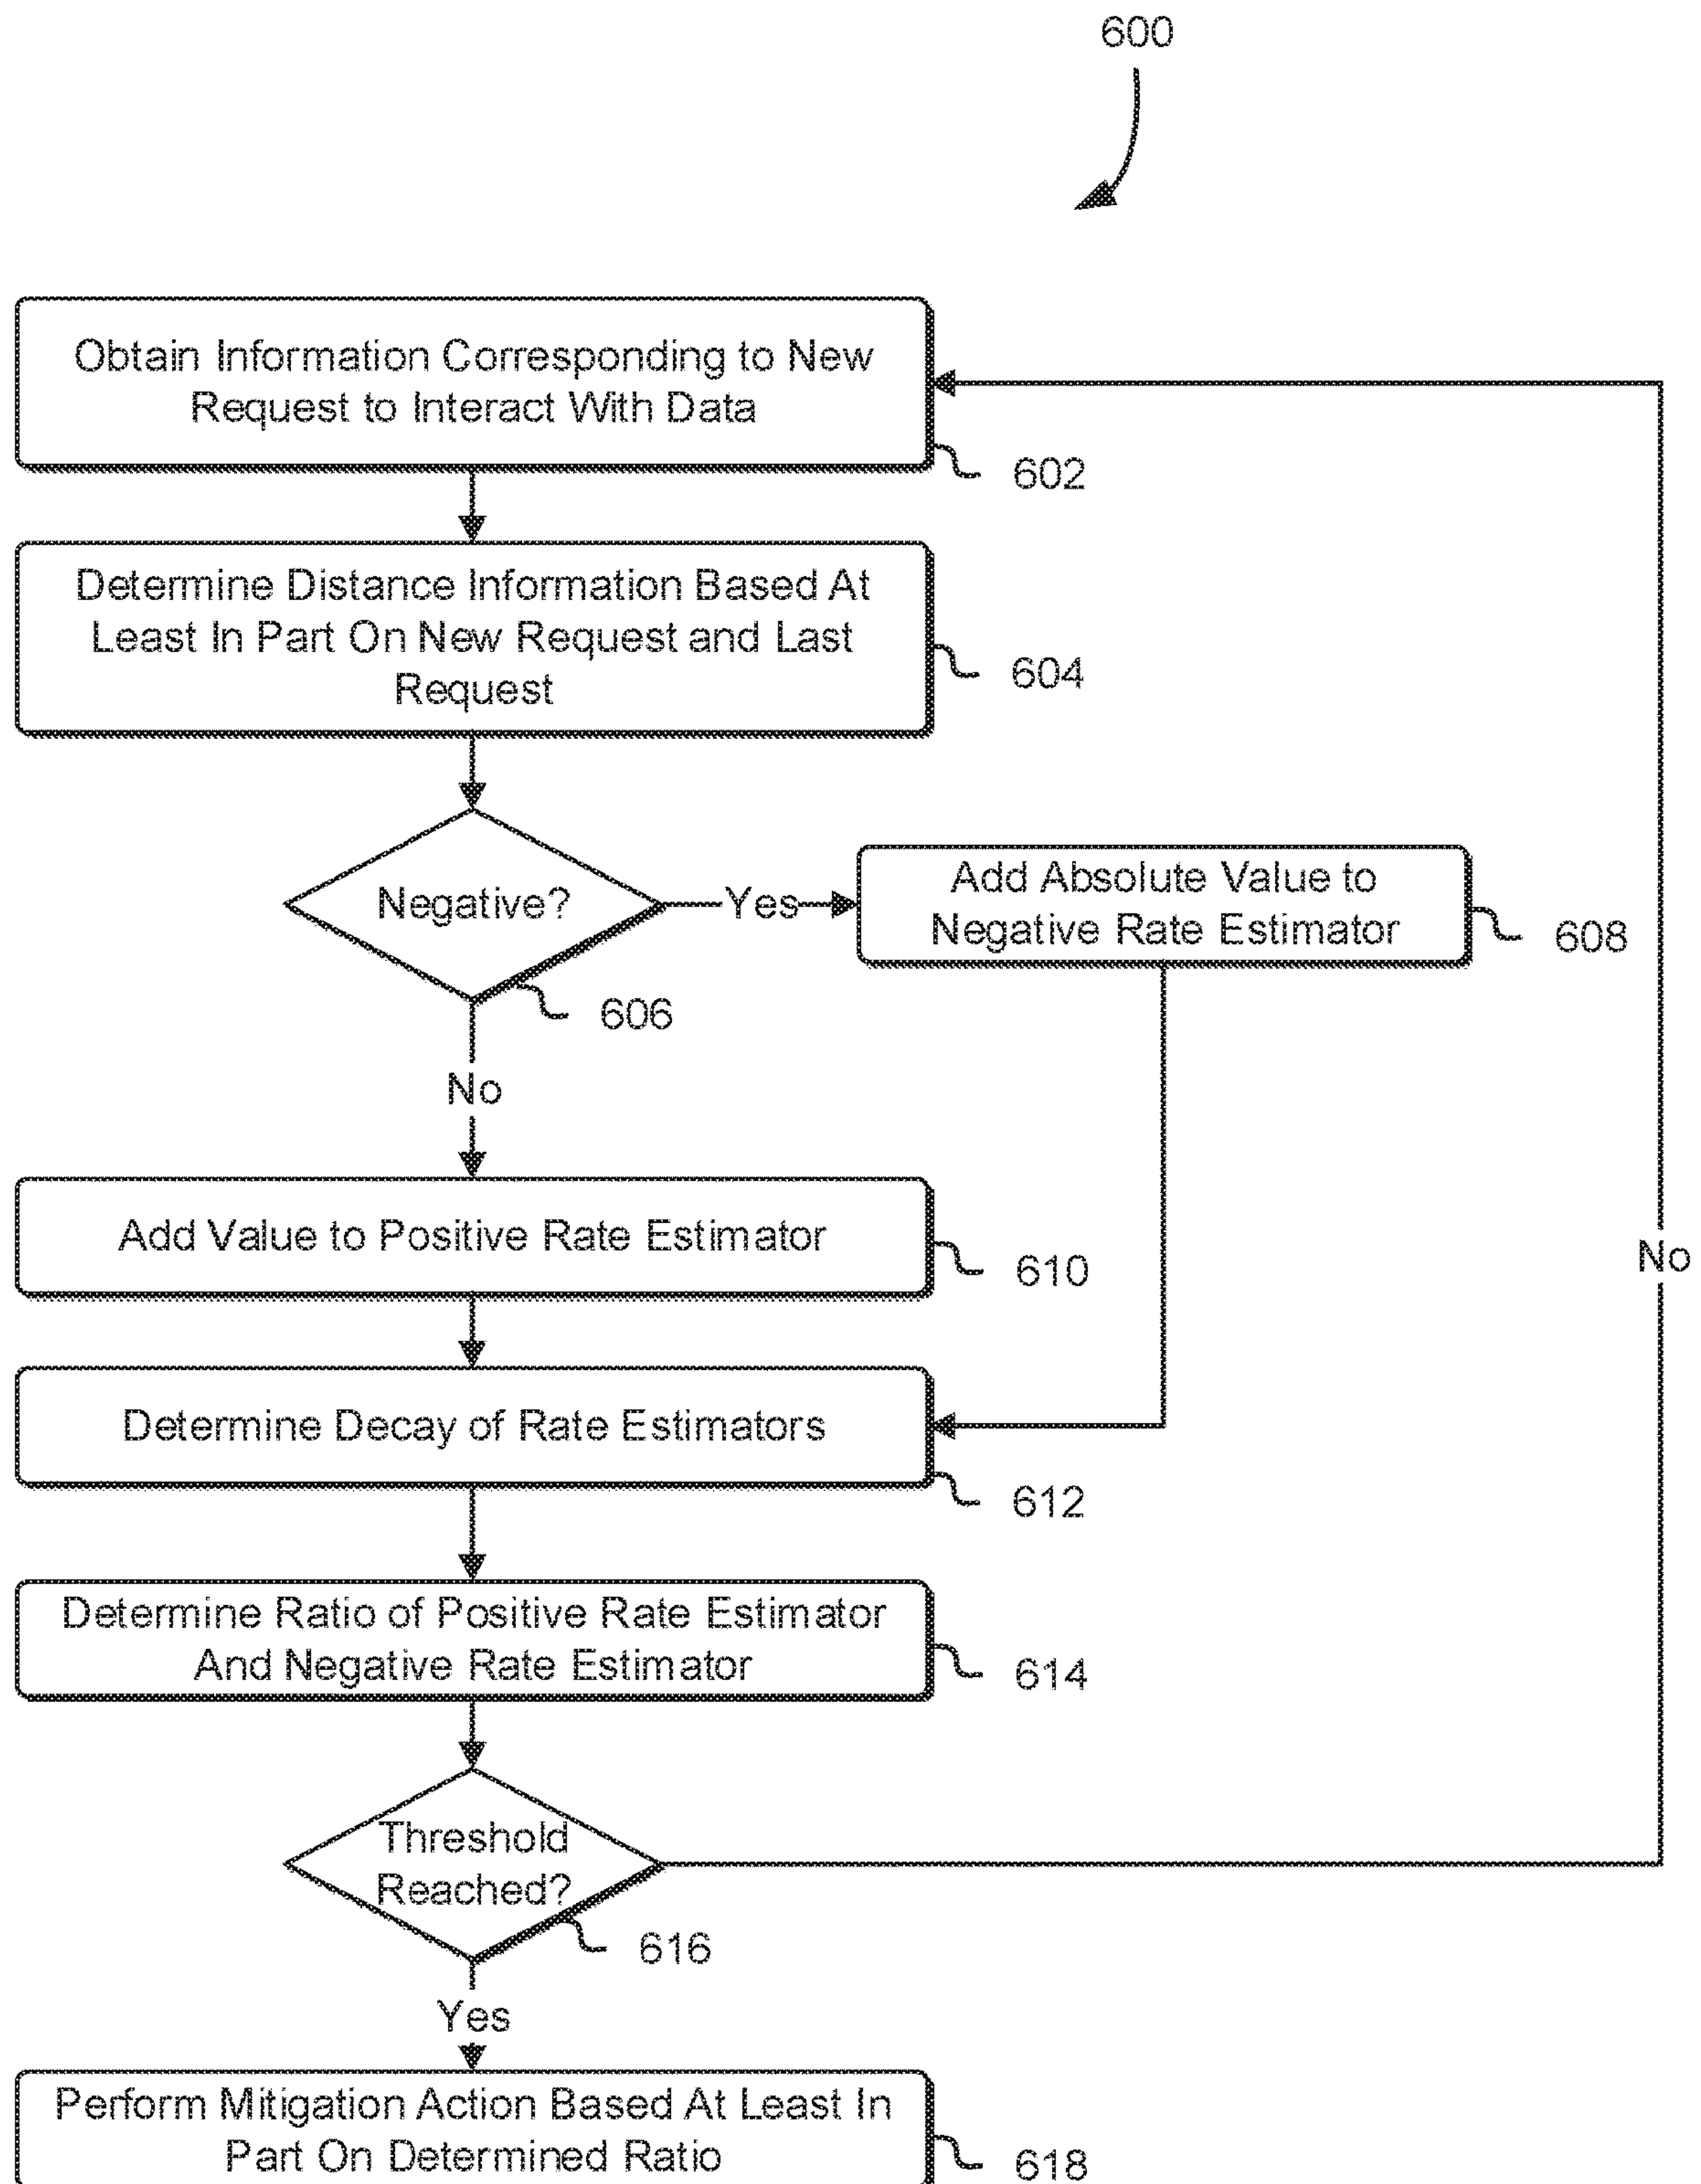 600
Obtain Information Corresponding to New
Request to Interact With Data
602
Determine Distance Information Based At
Least In Part On New Request and Last
Request
604
Negative?
Yes
Add Absolute Value to
Negative Rate Estimator
608
606
No
Add Value to Positive Rate Estimator
610
No
Determine Decay of Rate Estimators
612
Determine Ratio of Positive Rate Estimator
And Negative Rate Estimator
614
Threshold
Reached?
616
Yes
Perform Mitigation Action Based At Least In
Part On Determined Ratio
618